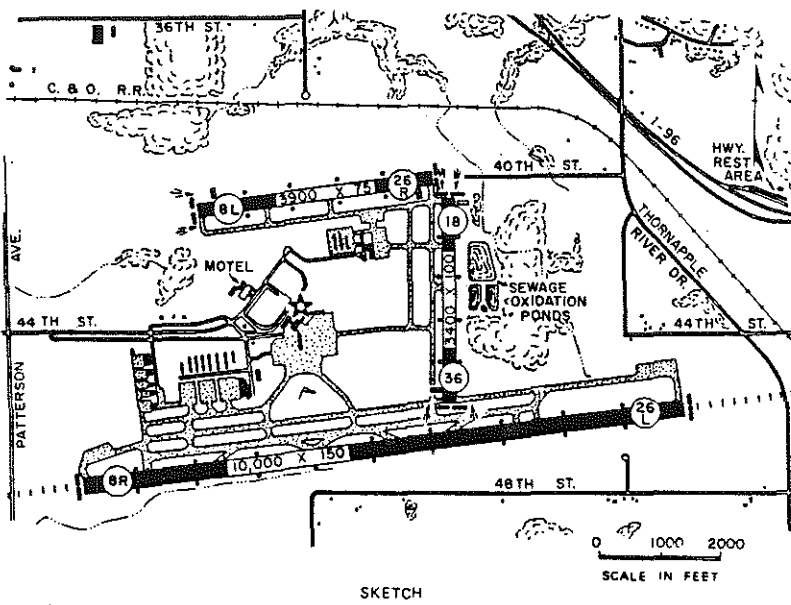 36TH ST.
C. & O. R.R.
I-96
N
HWY.
REST
AREA
40TH ST.
26
R
3900 X 75
8L
18
THORNAPPLE
RIVER DR.
AVE.
MOTEL
3400 X 100
SEWAGE
OXIDATION
PONDS
44TH ST.
44TH ST.
36
PATTERSON
26
L
10,000 X 150
8R
48TH ST.
0 1000 2000
SCALE IN FEET
SKETCH